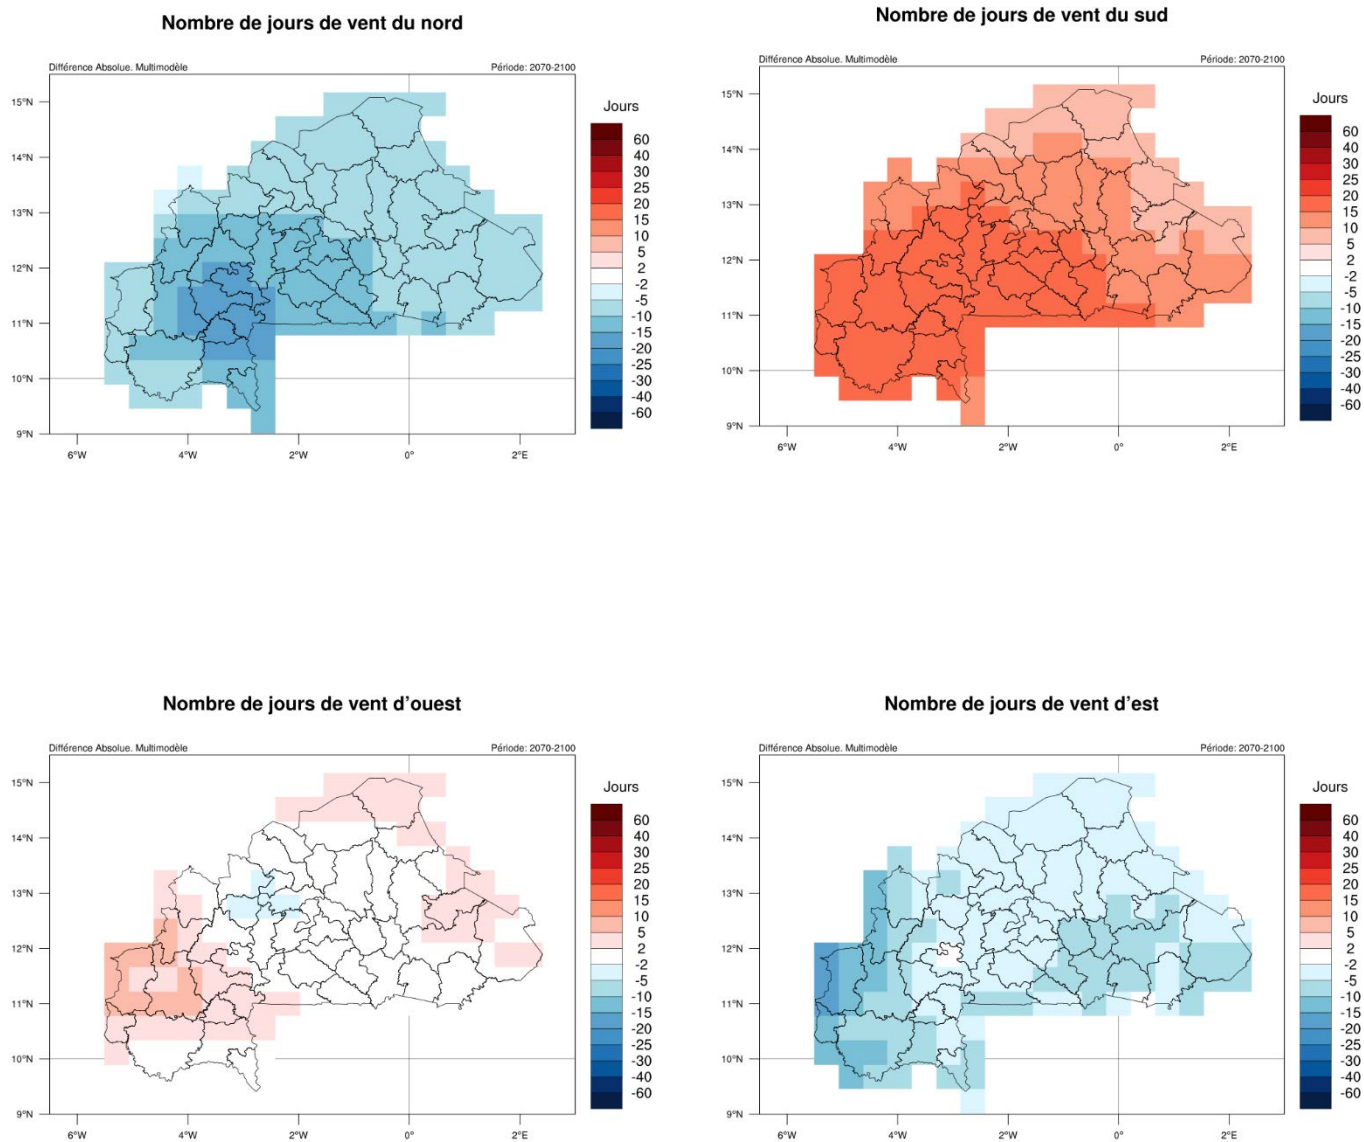 Nombre de jours de vent du nord
Différence Absolue. Multimodèle Période: 2070-2100
Jours
15°N
14°N
13°N
12°N
11°N
10°N
9°N
6°W 4°W 2°W 0° 2°E
60
40
30
25
20
15
10
5
2
-2
-5
-10
-15
-20
-25
-30
-40
-60
Nombre de jours de vent du sud
Différence Absolue. Multimodèle Période: 2070-2100
Jours
15°N
14°N
13°N
12°N
11°N
10°N
9°N
6°W 4°W 2°W 0° 2°E
60
40
30
25
20
15
10
5
2
-2
-5
-10
-15
-20
-25
-30
-40
-60
Nombre de jours de vent d'ouest
Différence Absolue. Multimodèle Période: 2070-2100
Jours
15°N
14°N
13°N
12°N
11°N
10°N
9°N
6°W 4°W 2°W 0° 2°E
60
40
25
20
15
10
5
2
-2
-5
-10
-15
-20
-25
-30
-40
-60
Nombre de jours de vent d'est
Différence Absolue. Multimodèle Période: 2070-2100
Jours
15°N
14°N
13°N
12°N
11°N
10°N
9°N
6°W 4°W 2°W 0° 2°E
60
40
25
20
15
10
5
2
-2
-5
-10
-15
-20
-25
-30
-40
-60